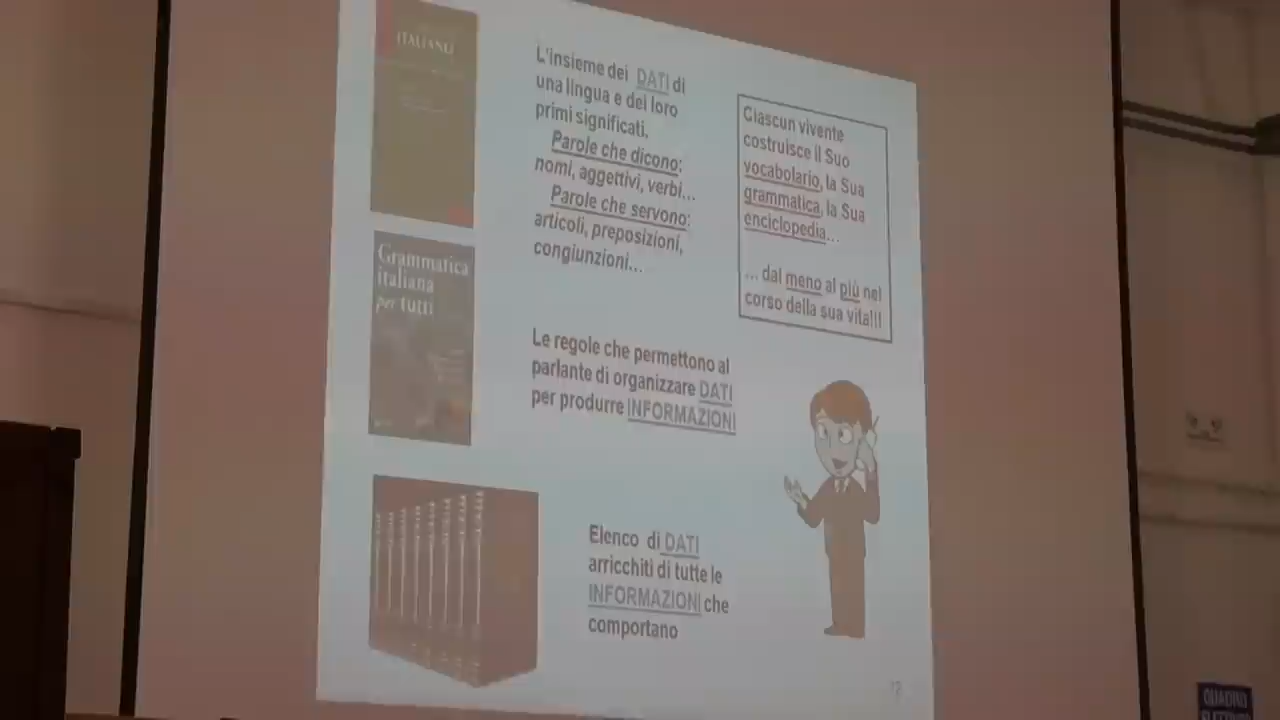 ITALIANO
L'insieme dei DATI di
una lingua e dei loro
primi significati,
Parole che dicono:
nomi, aggettivi, verbi...
Parole che servono:
articoli, preposizioni,
congiunzioni...
Ciascun vivente
costruisce il Suo
vocabolario, la Sua
grammatica, la Sua
enciclopedia...
... dal meno al più nel
corso della sua vita!!!
Grammatica
italiana
per tutti
Le regole che permettono al
parlante di organizzare DATI
per produrre INFORMAZIONI
Elenco di DATI
arricchiti di tutte le
INFORMAZIONI che
comportano
QUADRO